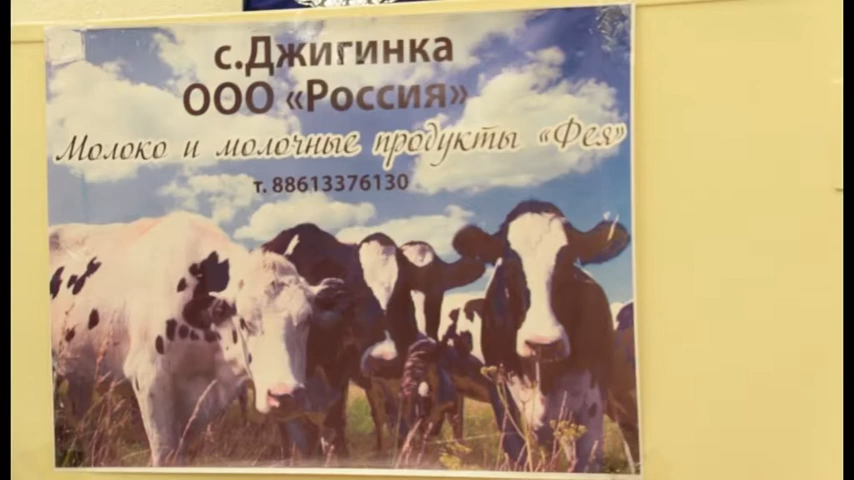 с.Джигинка
ООО «Россия»
Молоко и молочные продукты «Фея»
т. 88613376130